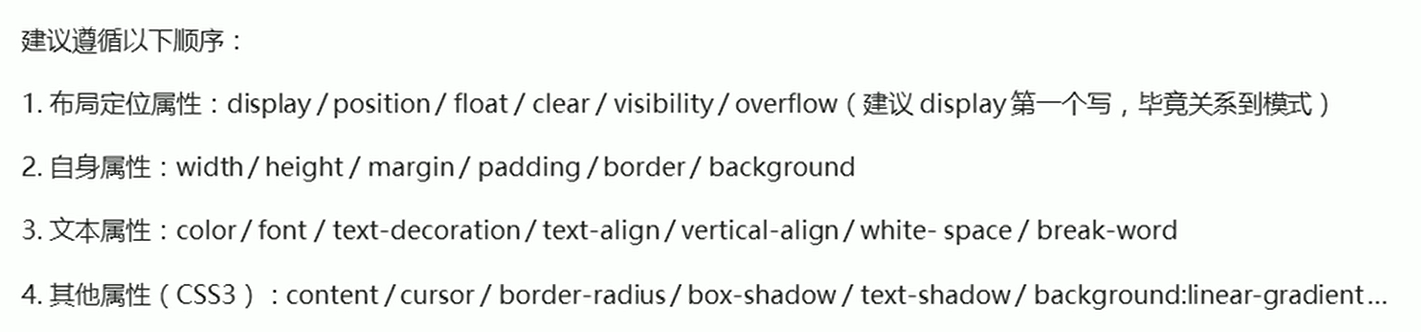 建议遵循以下顺序：
1. 布局定位属性：display / position / float / clear / visibility / overflow（建议 display 第一个写，毕竟关系到模式）
2. 自身属性：width / height / margin / padding / border / background
3. 文本属性：color / font / text-decoration / text-align / vertical-align / white- space / break-word
4. 其他属性（CSS3）：content / cursor / border-radius / box-shadow / text-shadow / background:linear-gradient...